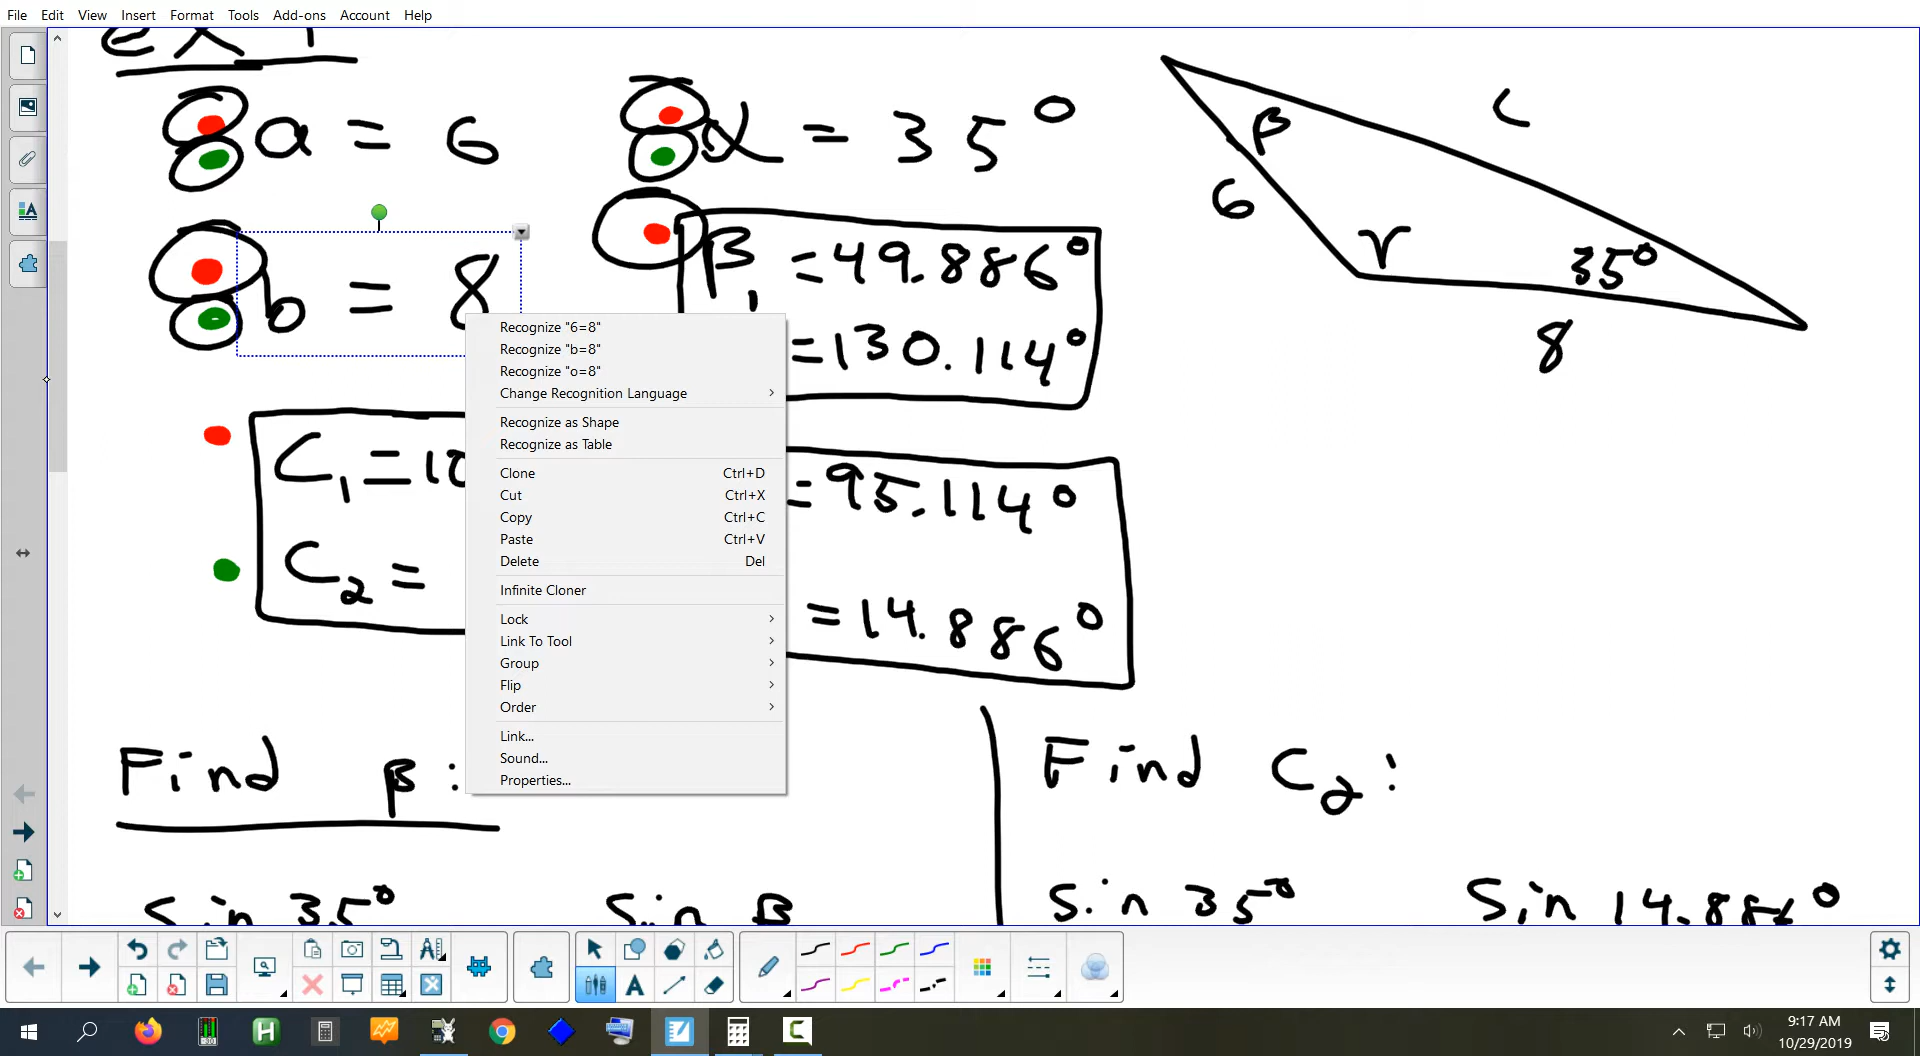 File Edit View Insert Format Tools Add-ons Account Help
ex 1
a = 6
α = 35°
b = 8
β₁ = 49.886°
= 130.114°
C₁ = 10
= 95.114°
C₂ =
= 14.886°
β
c
6
γ
35°
8
Recognize "6=8"
Recognize "b=8"
Recognize "o=8"
Change Recognition Language
Recognize as Shape
Recognize as Table
Clone Ctrl+D
Cut Ctrl+X
Copy Ctrl+C
Paste Ctrl+V
Delete Del
Infinite Cloner
Lock
Link To Tool
Group
Flip
Order
Link...
Sound...
Properties...
Find β:
Find C₂:
Sin 35° Sin β
Sin 35° Sin 14.886°
9:17 AM
10/29/2019